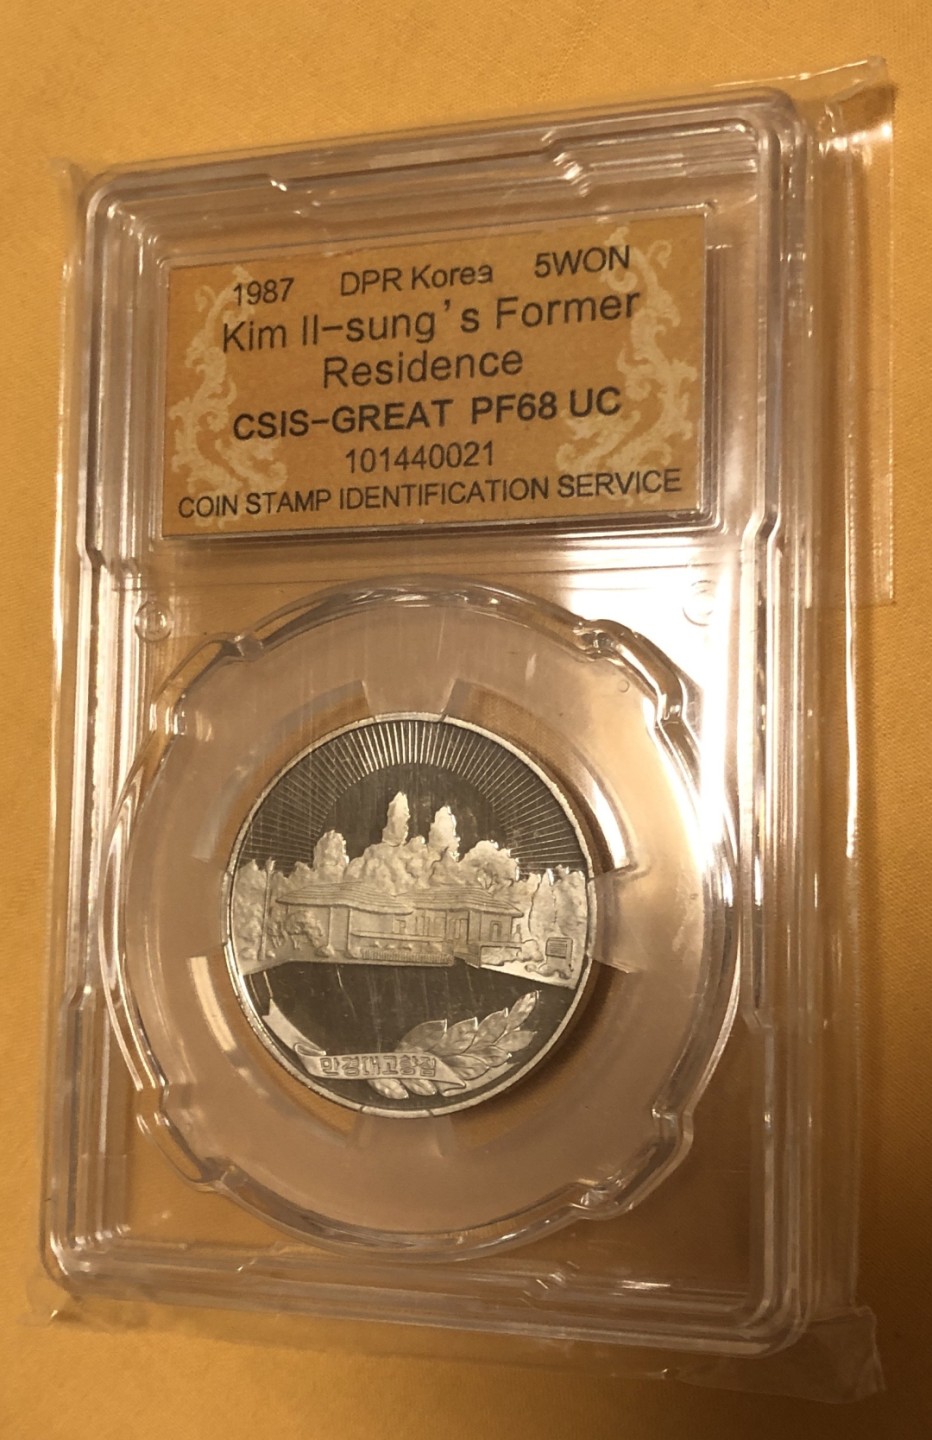 1987 DPR Korea 5WON
Kim Il-sung's Former
Residence
CSIS-GREAT PF68 UC
101440021
COIN STAMP IDENTIFICATION SERVICE
만경대고향집